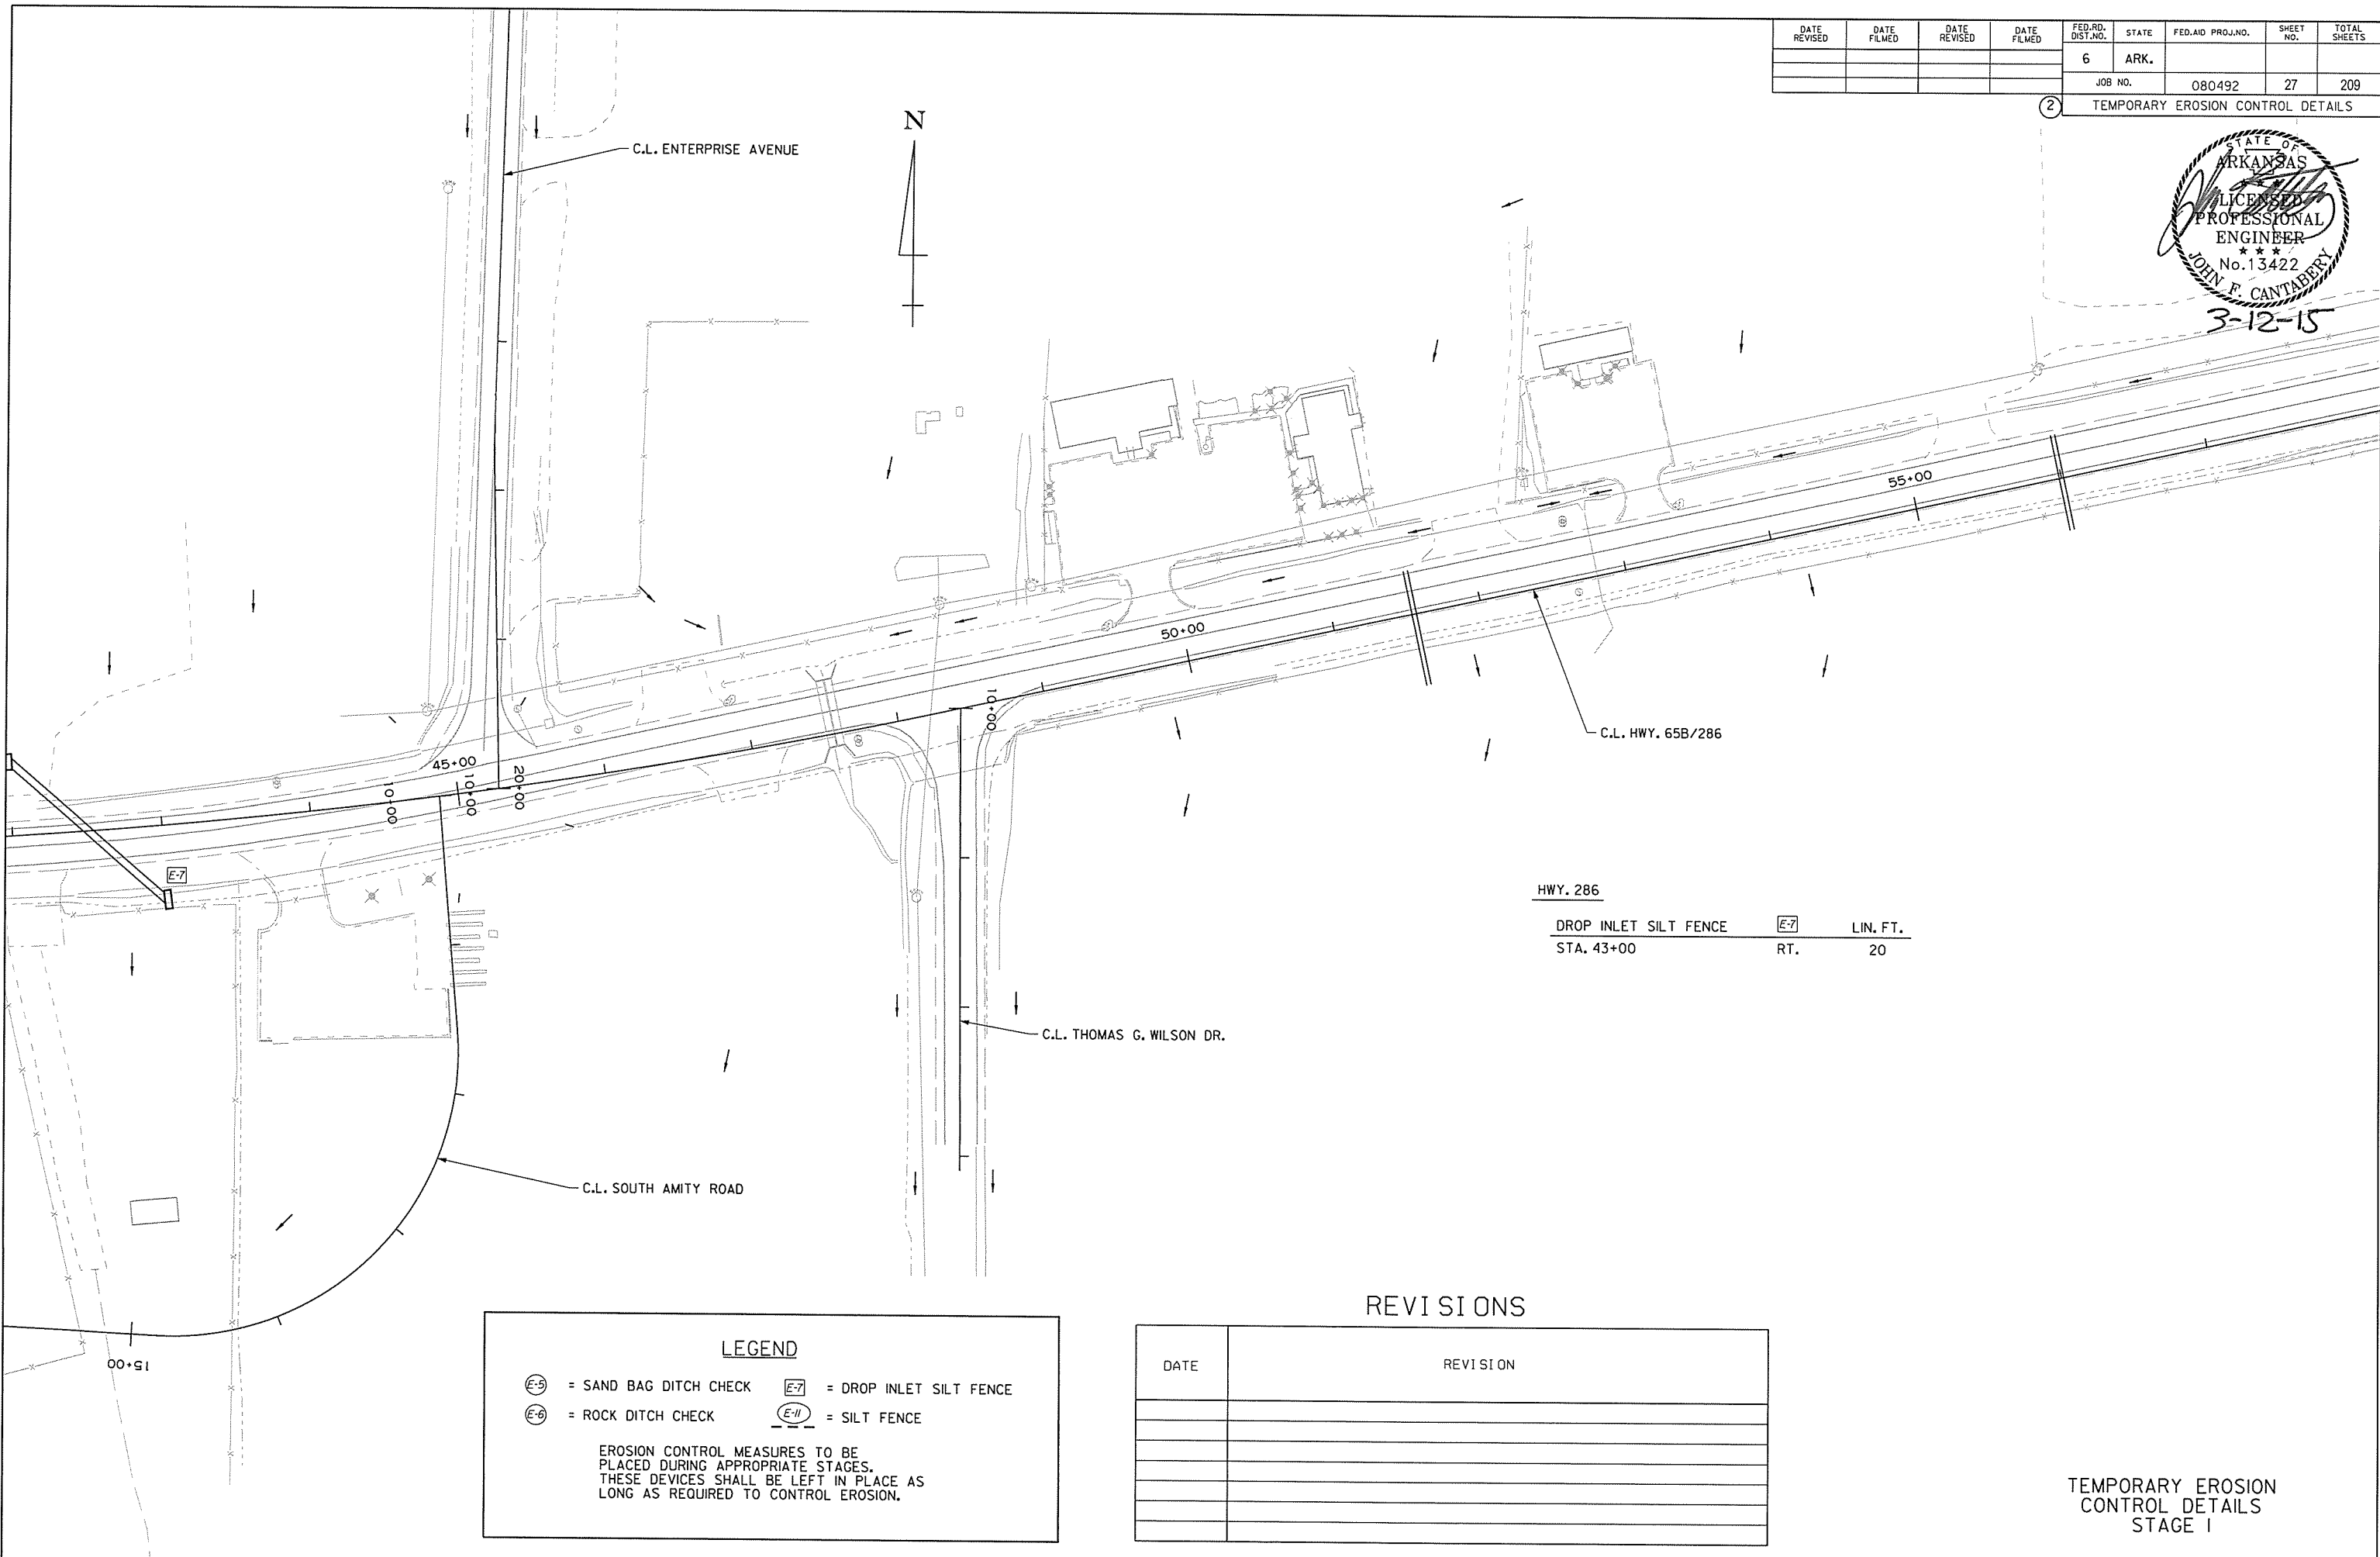 DATE REVISED
DATE FILMED
DATE REVISED
DATE FILMED
FED.RD. DIST.NO.
STATE
FED.AID PROJ.NO.
SHEET NO.
TOTAL SHEETS
6
ARK.
JOB NO.
080492
27
209
2
TEMPORARY EROSION CONTROL DETAILS
STATE OF
ARKANSAS
LICENSED
PROFESSIONAL
ENGINEER
★ ★ ★
No.13422
JOHN F. CANTABERY
3-12-15
N
C.L. ENTERPRISE AVENUE
55+00
50+00
10+00
C.L. HWY. 65B/286
45+00
10+00
10+00
20+00
E-7
HWY. 286
DROP INLET SILT FENCE E-7 LIN. FT.
STA. 43+00 RT. 20
C.L. THOMAS G. WILSON DR.
C.L. SOUTH AMITY ROAD
15+00
LEGEND
E-5 = SAND BAG DITCH CHECK E-7 = DROP INLET SILT FENCE
E-6 = ROCK DITCH CHECK E-11 = SILT FENCE
EROSION CONTROL MEASURES TO BE
PLACED DURING APPROPRIATE STAGES.
THESE DEVICES SHALL BE LEFT IN PLACE AS
LONG AS REQUIRED TO CONTROL EROSION.
REVISIONS
DATE REVISION
TEMPORARY EROSION
CONTROL DETAILS
STAGE 1